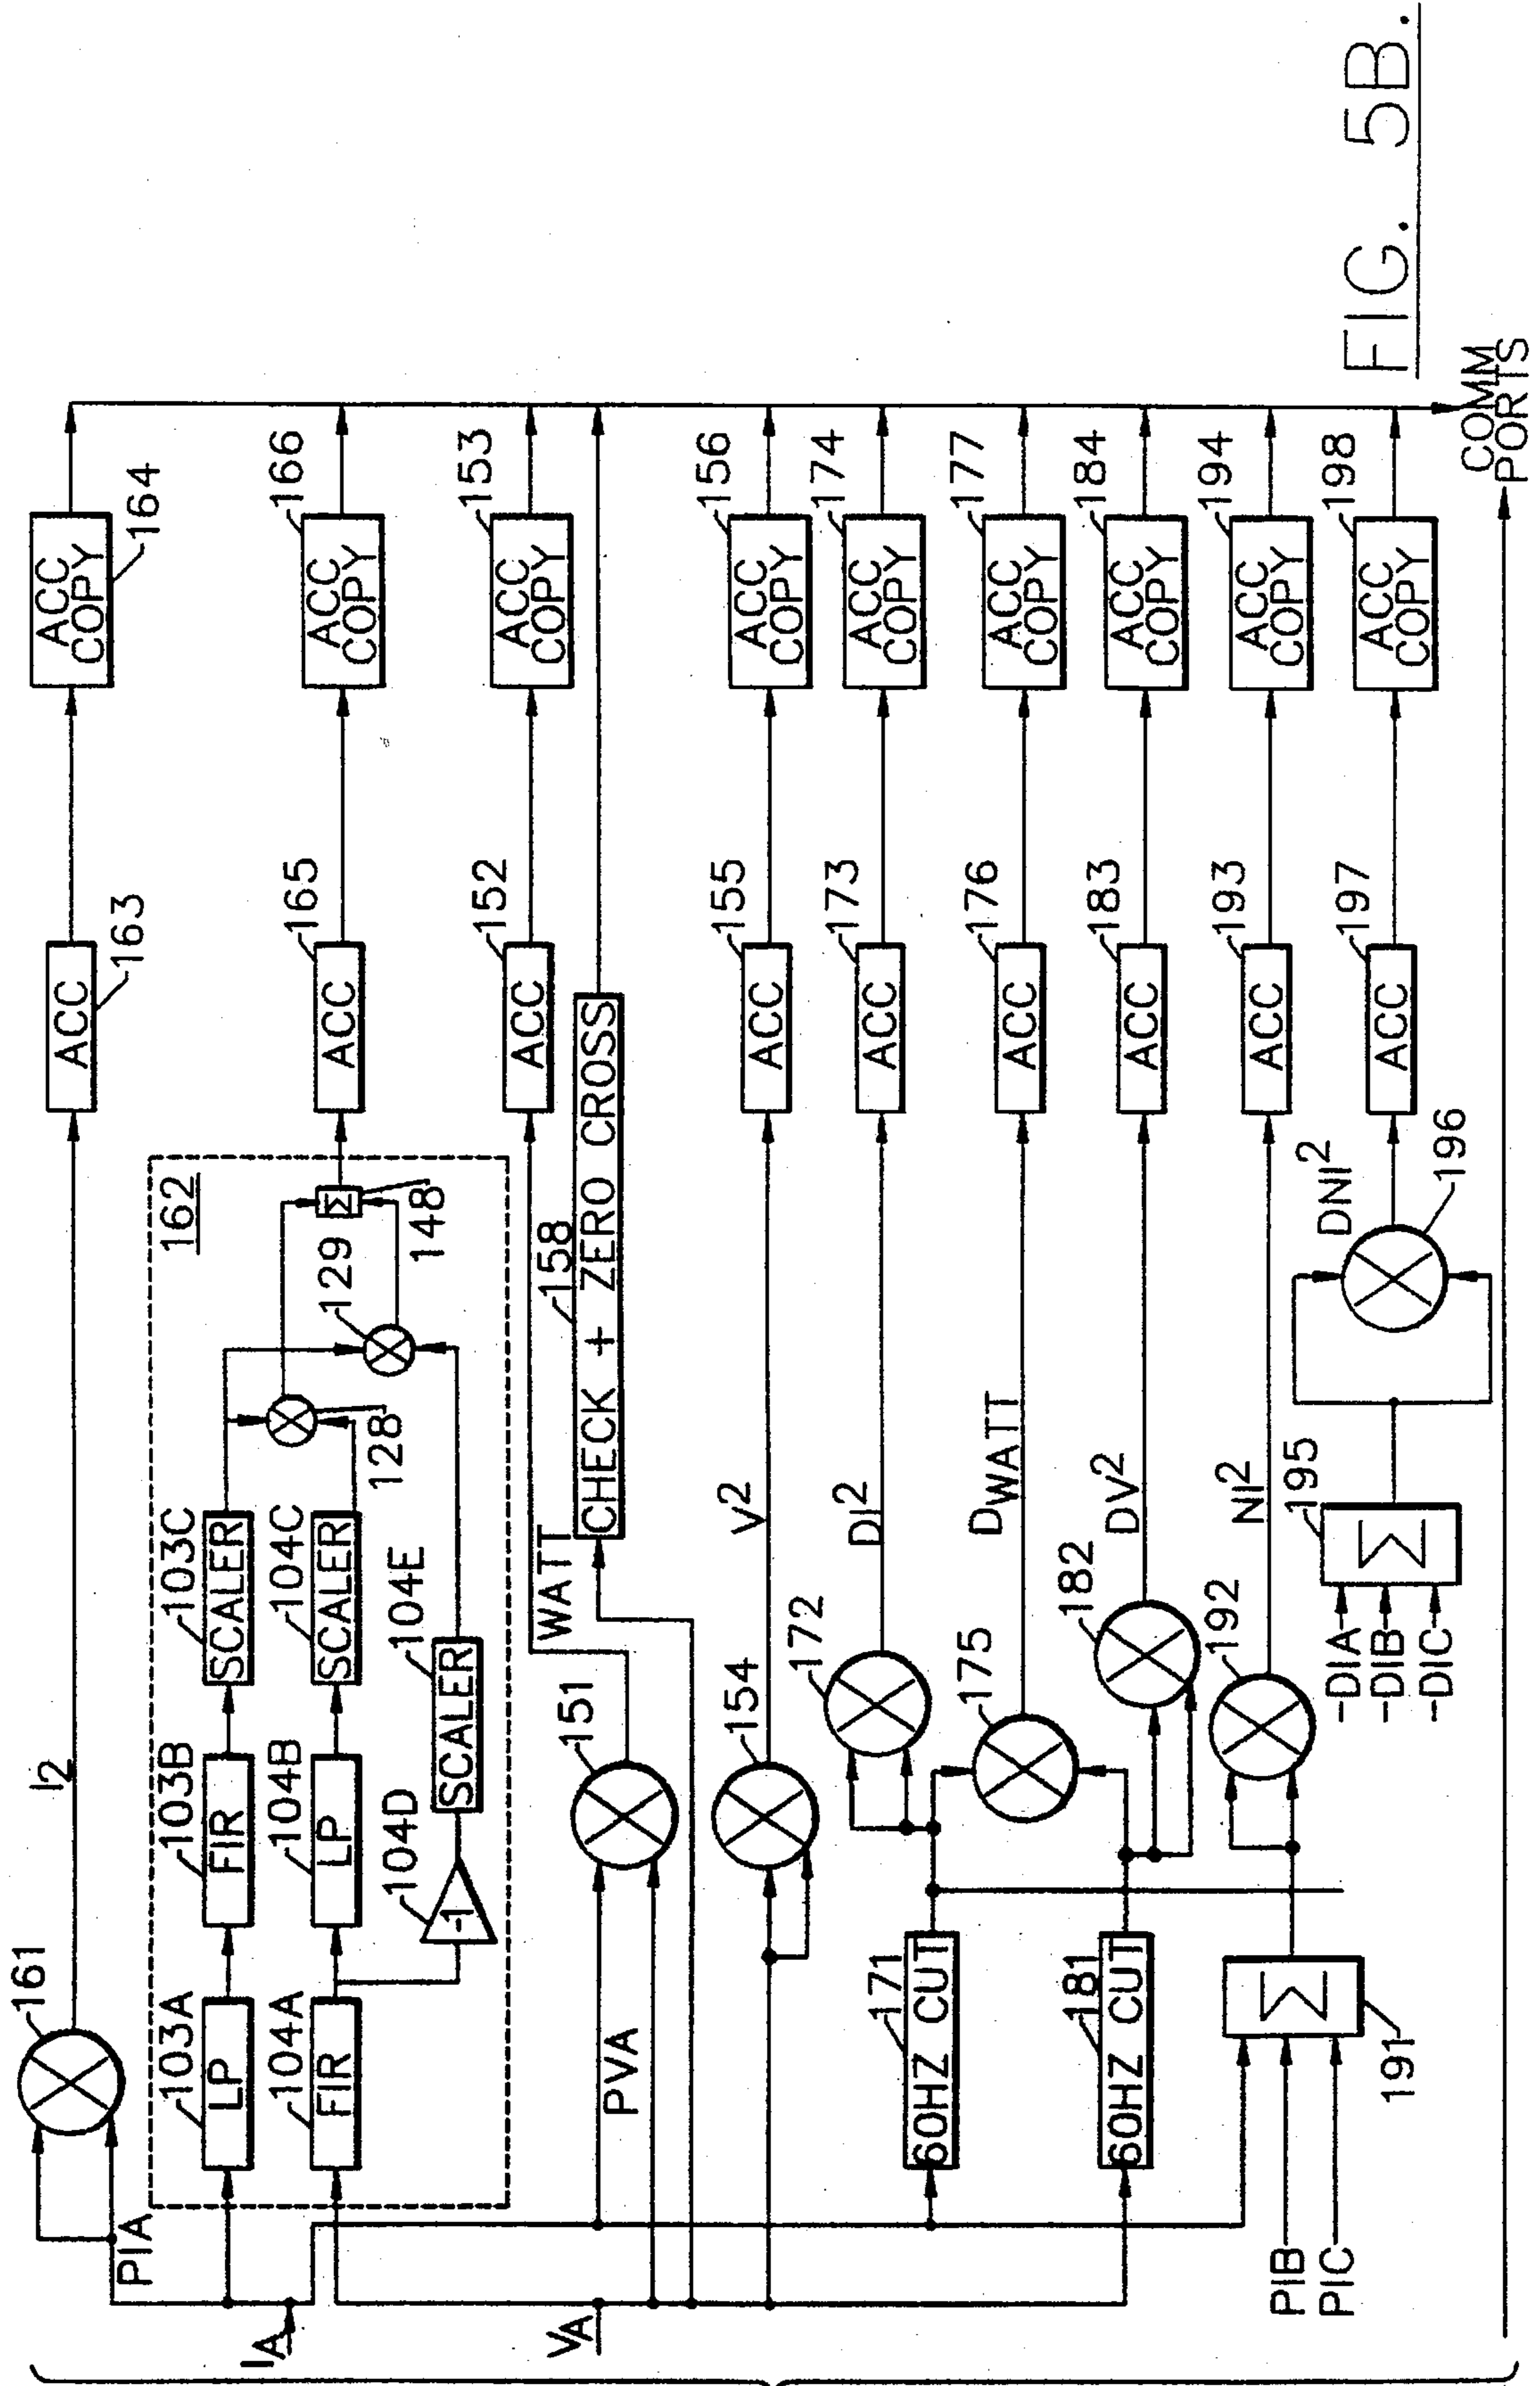 FIG. 5B.
161
I2
ACC
163
ACC
COPY
164
PIA
162
103A
LP
103B
FIR
103C
SCALER
104A
FIR
104B
LP
104C
SCALER
104D
-1
104E
SCALER
128
129
Σ
148
165
ACC
166
ACC
COPY
IA
PVA
151
WATT
152
ACC
153
ACC
COPY
158
CHECK + ZERO CROSS
VA
154
V2
155
ACC
156
ACC
COPY
171
60HZ CUT
172
DI2
173
ACC
174
ACC
COPY
175
DWATT
176
ACC
177
ACC
COPY
181
60HZ CUT
182
DV2
183
ACC
184
ACC
COPY
PIB
PIC
Σ
191
192
NI2
193
ACC
194
ACC
COPY
-DIA
-DIB
-DIC
Σ
195
196
DNI2
197
ACC
198
ACC
COPY
COMM
PORTS